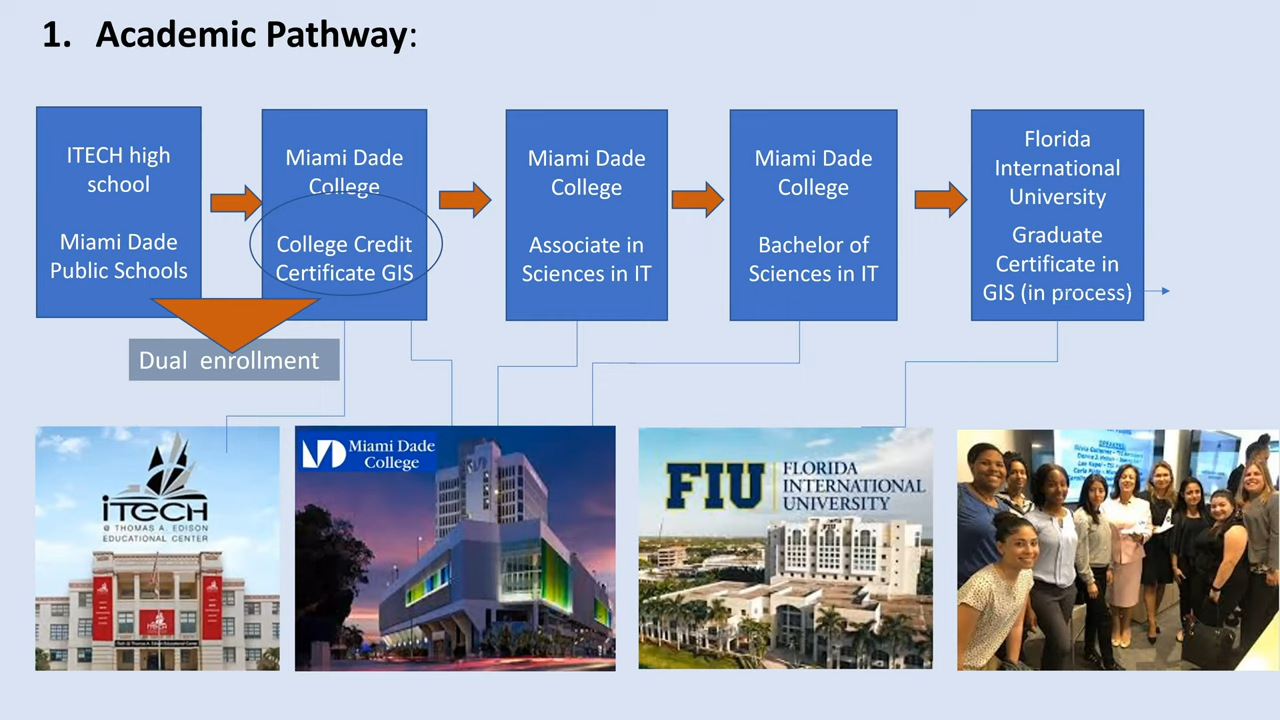 1. Academic Pathway:
ITECH high
school
Miami Dade
Public Schools
Miami Dade
College
College Credit
Certificate GIS
Miami Dade
College
Associate in
Sciences in IT
Miami Dade
College
Bachelor of
Sciences in IT
Florida
International
University
Graduate
Certificate in
GIS (in process)
Dual enrollment
iTECH
@ THOMAS A. EDISON
EDUCATIONAL CENTER
Miami Dade
College
FIU
FLORIDA
INTERNATIONAL
UNIVERSITY
SPEAKERS: